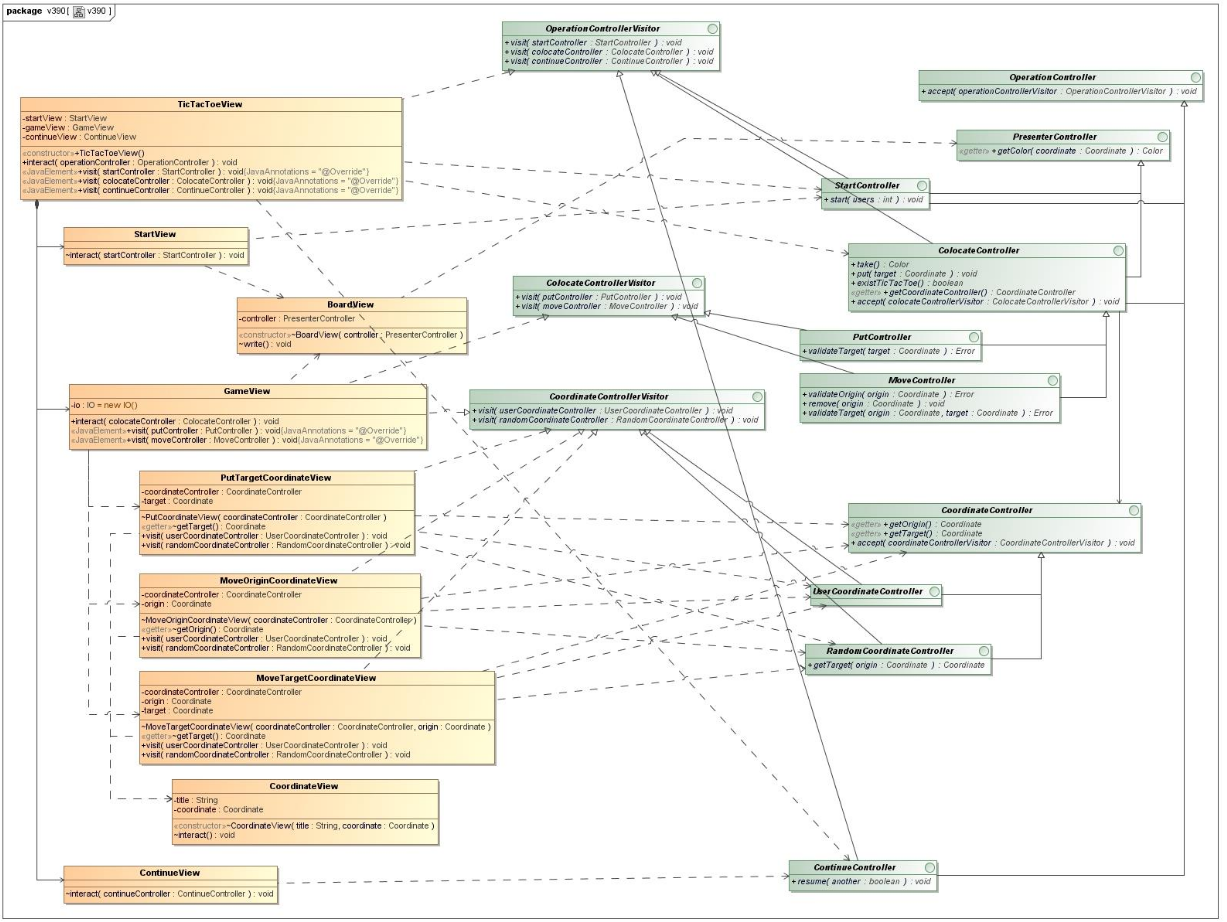 package v390 [ v390 ]
OperationControllerVisitor
+visit( startController : StartController ) : void
+visit( colocateController : ColocateController ) : void
+visit( continueController : ContinueController ) : void
OperationController
+accept( operationControllerVisitor : OperationControllerVisitor ) : void
TicTacToeView
-startView : StartView
-gameView : GameView
-continueView : ContinueView
«constructor»+TicTacToeView()
+interact( operationController : OperationController ) : void
«JavaElement»+visit( startController : StartController ) : void{JavaAnnotations = "@Override"}
«JavaElement»+visit( colocateController : ColocateController ) : void{JavaAnnotations = "@Override"}
«JavaElement»+visit( continueController : ContinueController ) : void{JavaAnnotations = "@Override"}
PresenterController
«getter» +getColor( coordinate : Coordinate ) : Color
StartController
+start( users : int ) : void
StartView
~interact( startController : StartController ) : void
ColocateController
+take() : Color
+put( target : Coordinate ) : void
+existTicTacToe() : boolean
«getter» +getCoordinateController() : CoordinateController
+accept( colocateControllerVisitor : ColocateControllerVisitor ) : void
ColocateControllerVisitor
+visit( putController : PutController ) : void
+visit( moveController : MoveController ) : void
BoardView
-controller : PresenterController
«constructor»~BoardView( controller : PresenterController )
~write() : void
PutController
+validateTarget( target : Coordinate ) : Error
MoveController
+validateOrigin( origin : Coordinate ) : Error
+remove( origin : Coordinate ) : void
+validateTarget( origin : Coordinate, target : Coordinate ) : Error
GameView
-io : IO = new IO()
+interact( colocateController : ColocateController ) : void
«JavaElement»+visit( putController : PutController ) : void{JavaAnnotations = "@Override"}
«JavaElement»+visit( moveController : MoveController ) : void{JavaAnnotations = "@Override"}
CoordinateControllerVisitor
+visit( userCoordinateController : UserCoordinateController ) : void
+visit( randomCoordinateController : RandomCoordinateController ) : void
PutTargetCoordinateView
-coordinateController : CoordinateController
-target : Coordinate
~PutCoordinateView( coordinateController : CoordinateController )
«getter»~getTarget() : Coordinate
+visit( userCoordinateController : UserCoordinateController ) : void
+visit( randomCoordinateController : RandomCoordinateController ) : void
CoordinateController
«getter» +getOrigin() : Coordinate
«getter» +getTarget() : Coordinate
+accept( coordinateControllerVisitor : CoordinateControllerVisitor ) : void
MoveOriginCoordinateView
-coordinateController : CoordinateController
-origin : Coordinate
~MoveOriginCoordinateView( coordinateController : CoordinateController)
«getter»~getOrigin() : Coordinate
+visit( userCoordinateController : UserCoordinateController ) : void
+visit( randomCoordinateController : RandomCoordinateController ) : void
UserCoordinateController
RandomCoordinateController
+getTarget( origin : Coordinate ) : Coordinate
MoveTargetCoordinateView
-coordinateController : CoordinateController
-origin : Coordinate
-target : Coordinate
~MoveTargetCoordinateView( coordinateController : CoordinateController, origin : Coordinate )
«getter»~getTarget() : Coordinate
+visit( userCoordinateController : UserCoordinateController ) : void
+visit( randomCoordinateController : RandomCoordinateController ) : void
CoordinateView
-title : String
-coordinate : Coordinate
«constructor»~CoordinateView( title : String, coordinate : Coordinate )
~interact() : void
ContinueView
~interact( continueController : ContinueController ) : void
ContinueController
+resume( another : boolean ) : void